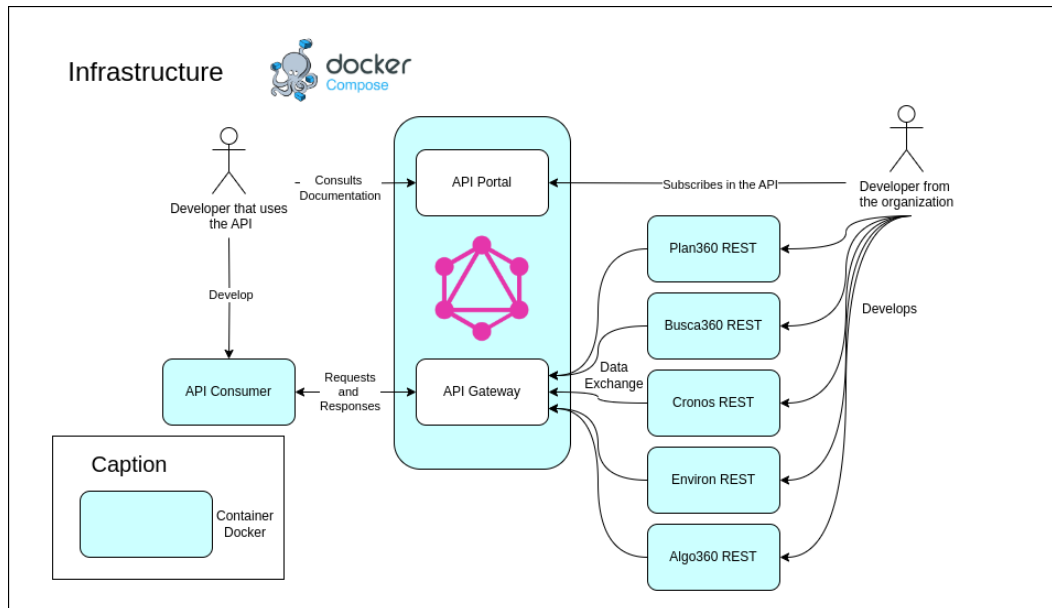 Infrastructure
docker
Compose
Consults
Documentation
API Portal
Subscribes in the API
Developer that uses
the API
Developer from
the organization
Plan360 REST
Develop
Busca360 REST
Develops
API Consumer
Requests
and
Responses
API Gateway
Data
Exchange
Cronos REST
Caption
Container
Docker
Environ REST
Algo360 REST